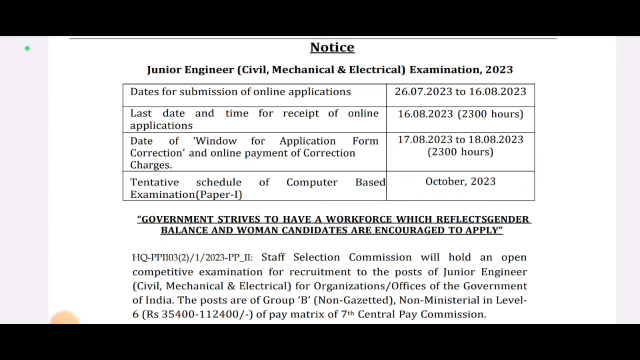 Notice
Junior Engineer (Civil, Mechanical & Electrical) Examination, 2023
Dates for submission of online applications 26.07.2023 to 16.08.2023
Last date and time for receipt of online 16.08.2023 (2300 hours)
applications
Date of 'Window for Application Form 17.08.2023 to 18.08.2023
Correction' and online payment of Correction (2300 hours)
Charges.
Tentative schedule of Computer Based October, 2023
Examination(Paper-I)
"GOVERNMENT STRIVES TO HAVE A WORKFORCE WHICH REFLECTSGENDER
BALANCE AND WOMAN CANDIDATES ARE ENCOURAGED TO APPLY"
HQ-PPII03(2)/1/2023-PP_II: Staff Selection Commission will hold an open
competitive examination for recruitment to the posts of Junior Engineer
(Civil, Mechanical & Electrical) for Organizations/Offices of the Government
of India. The posts are of Group 'B' (Non-Gazetted), Non-Ministerial in Level-
6 (Rs 35400-112400/-) of pay matrix of 7th Central Pay Commission.